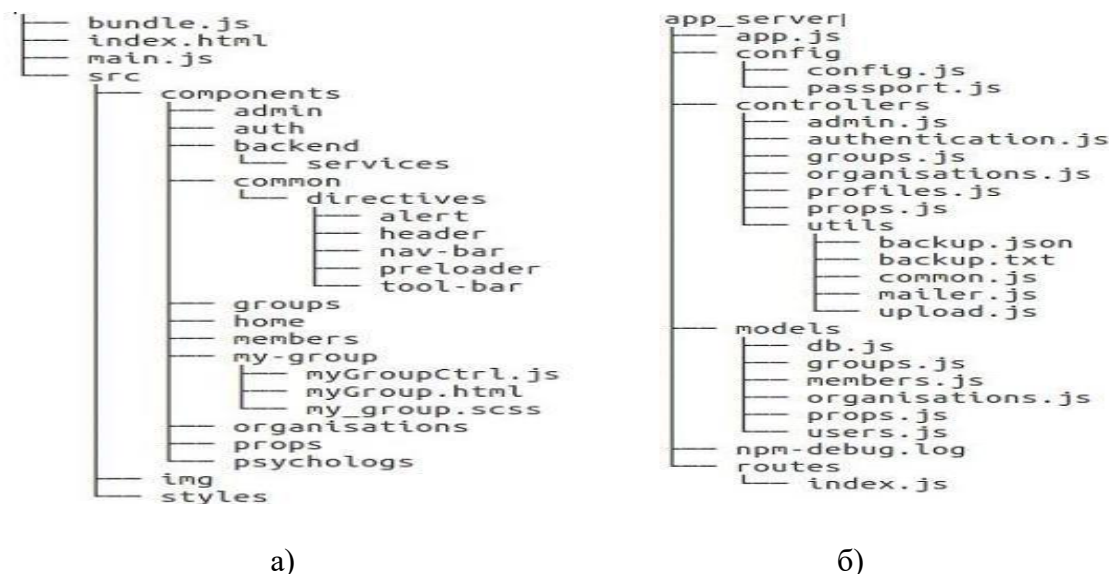 bundle.js
index.html
main.js
src
components
admin
auth
backend
services
common
directives
alert
header
nav-bar
preloader
tool-bar
groups
home
members
my-group
myGroupCtrl.js
myGroup.html
my_group.scss
organisations
props
psychologs
img
styles
а)
app_server
app.js
config
config.js
passport.js
controllers
admin.js
authentication.js
groups.js
organisations.js
profiles.js
props.js
utils
backup.json
backup.txt
common.js
mailer.js
upload.js
models
db.js
groups.js
members.js
organisations.js
props.js
users.js
npm-debug.log
routes
index.js
б)